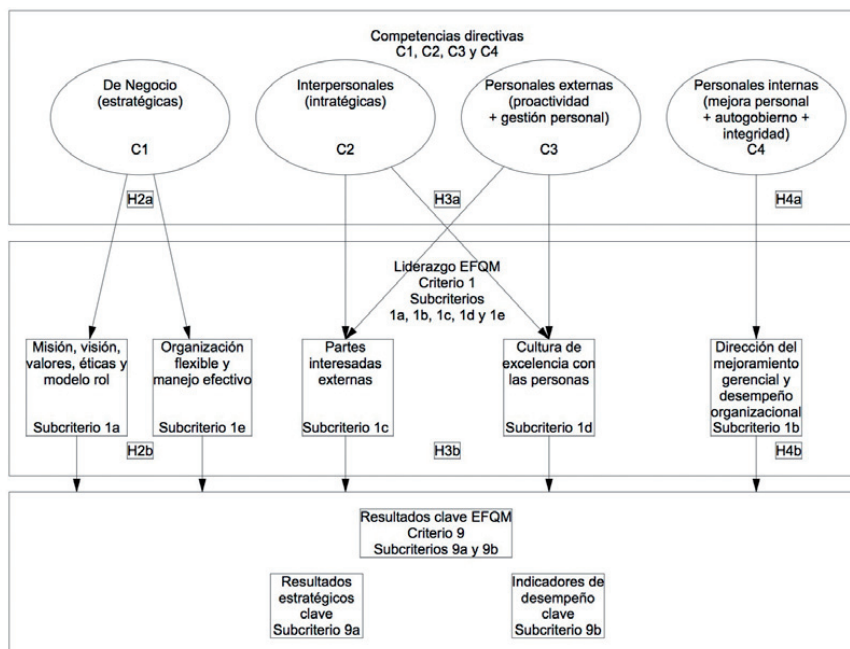 Competencias directivas
C1, C2, C3 y C4
De Negocio
(estratégicas)
C1
Interpersonales
(intratégicas)
C2
Personales externas
(proactividad
+ gestión personal)
C3
Personales internas
(mejora personal
+ autogobierno +
integridad)
C4
H2a
H3a
H4a
Liderazgo EFQM
Criterio 1
Subcriterios
1a, 1b, 1c, 1d y 1e
Misión, visión,
valores, éticas
y modelo rol
Subcriterio 1a
Organización
flexible y
manejo efectivo
Subcriterio 1e
Partes
interesadas
externas
Subcriterio 1c
Cultura de
excelencia con
las personas
Subcriterio 1d
Dirección del
mejoramiento
gerencial y
desempeño
organizacional
Subcriterio 1b
H2b
H3b
H4b
Resultados clave EFQM
Criterio 9
Subcriterios 9a y 9b
Resultados
estratégicos
clave
Subcriterio 9a
Indicadores de
desempeño
clave
Subcriterio 9b